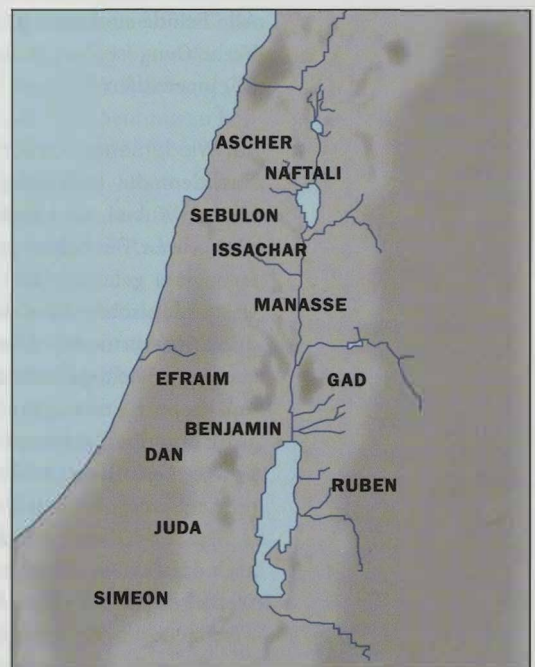 ASCHER
NAFTALI
SEBULON
ISSACHAR
MANASSE
EFRAIM
GAD
BENJAMIN
DAN
RUBEN
JUDA
SIMEON